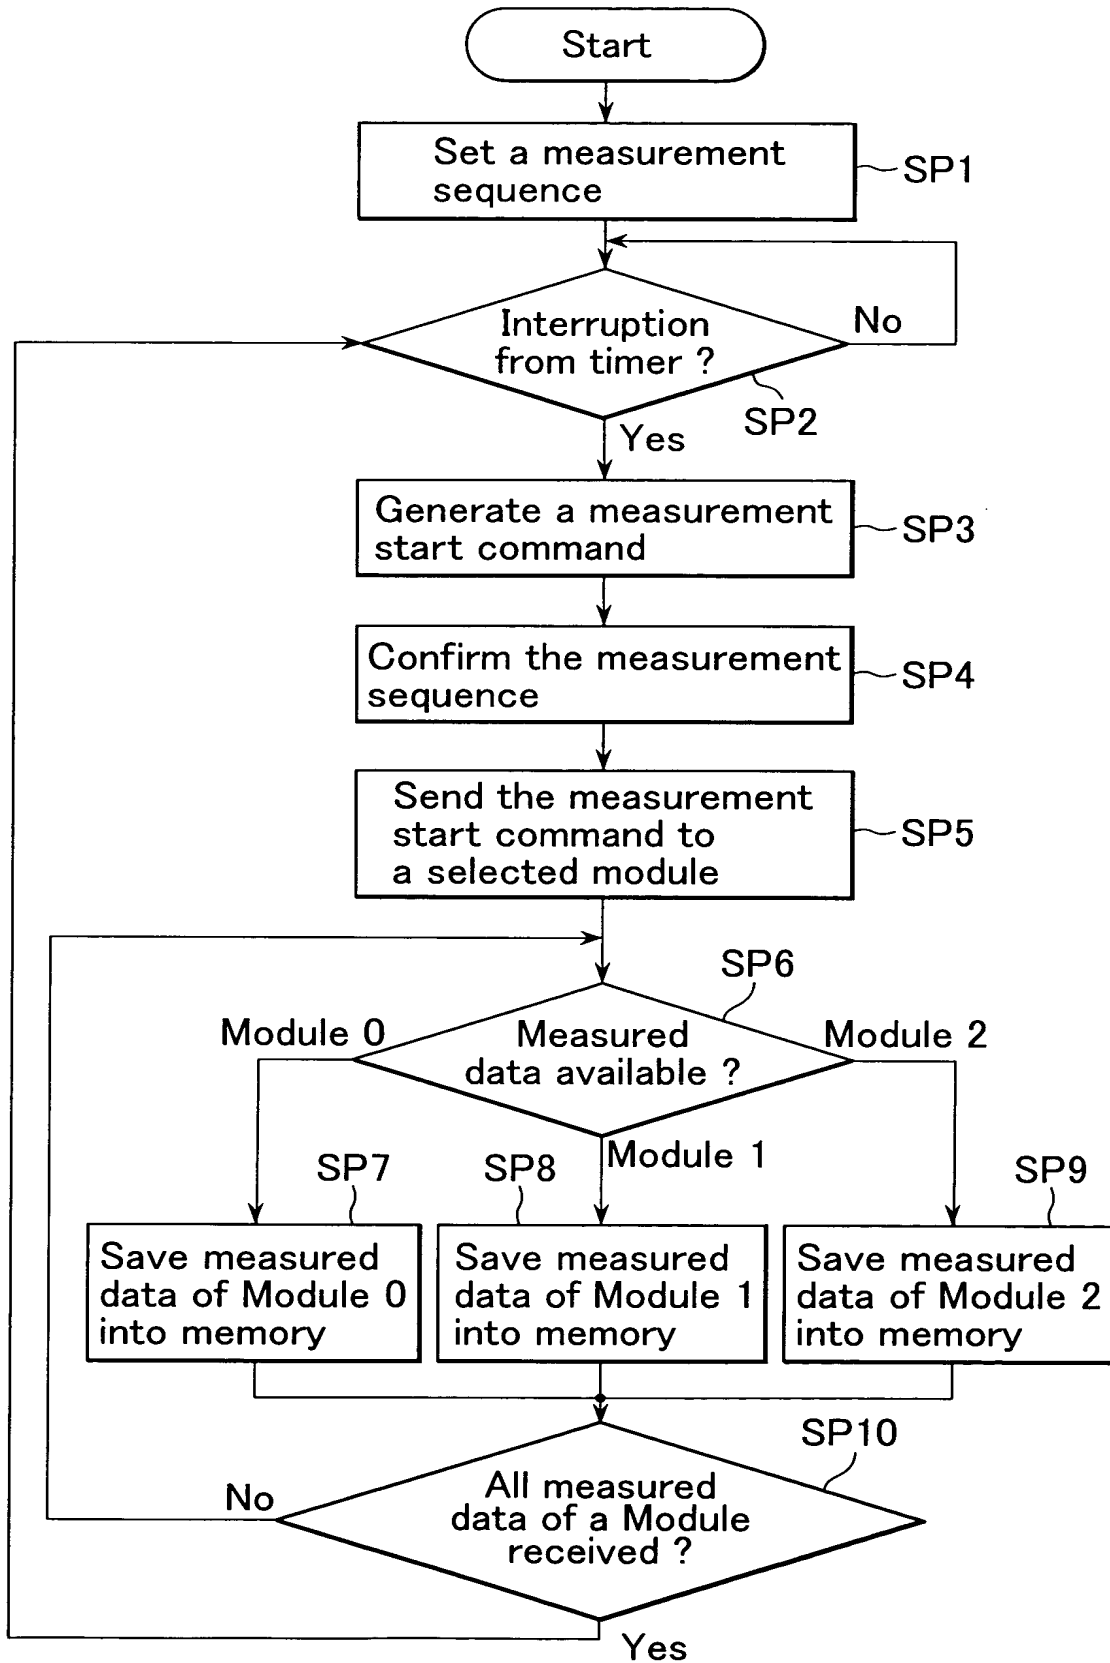 Start
Set a measurement
sequence
SP1
Interruption
from timer ?
No
SP2
Yes
Generate a measurement
start command
SP3
Confirm the measurement
sequence
SP4
Send the measurement
start command to
a selected module
SP5
SP6
Module 0
Measured
data available ?
Module 2
Module 1
SP7
SP8
SP9
Save measured
data of Module 0
into memory
Save measured
data of Module 1
into memory
Save measured
data of Module 2
into memory
SP10
No
All measured
data of a Module
received ?
Yes